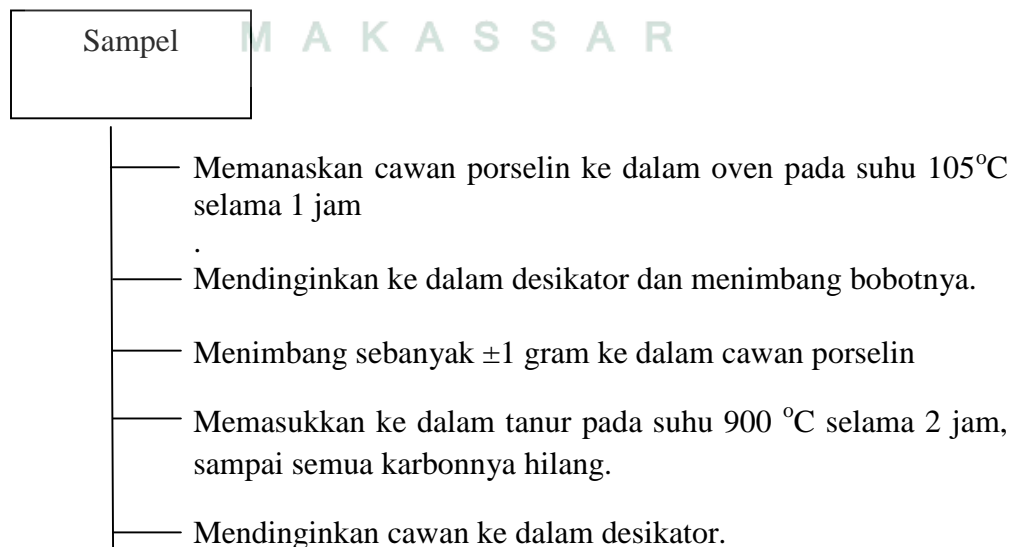 Sampel MAKASSAR
Memanaskan cawan porselin ke dalam oven pada suhu 105°C
selama 1 jam
.
Mendinginkan ke dalam desikator dan menimbang bobotnya.
Menimbang sebanyak ±1 gram ke dalam cawan porselin
Memasukkan ke dalam tanur pada suhu 900 °C selama 2 jam,
sampai semua karbonnya hilang.
Mendinginkan cawan ke dalam desikator.